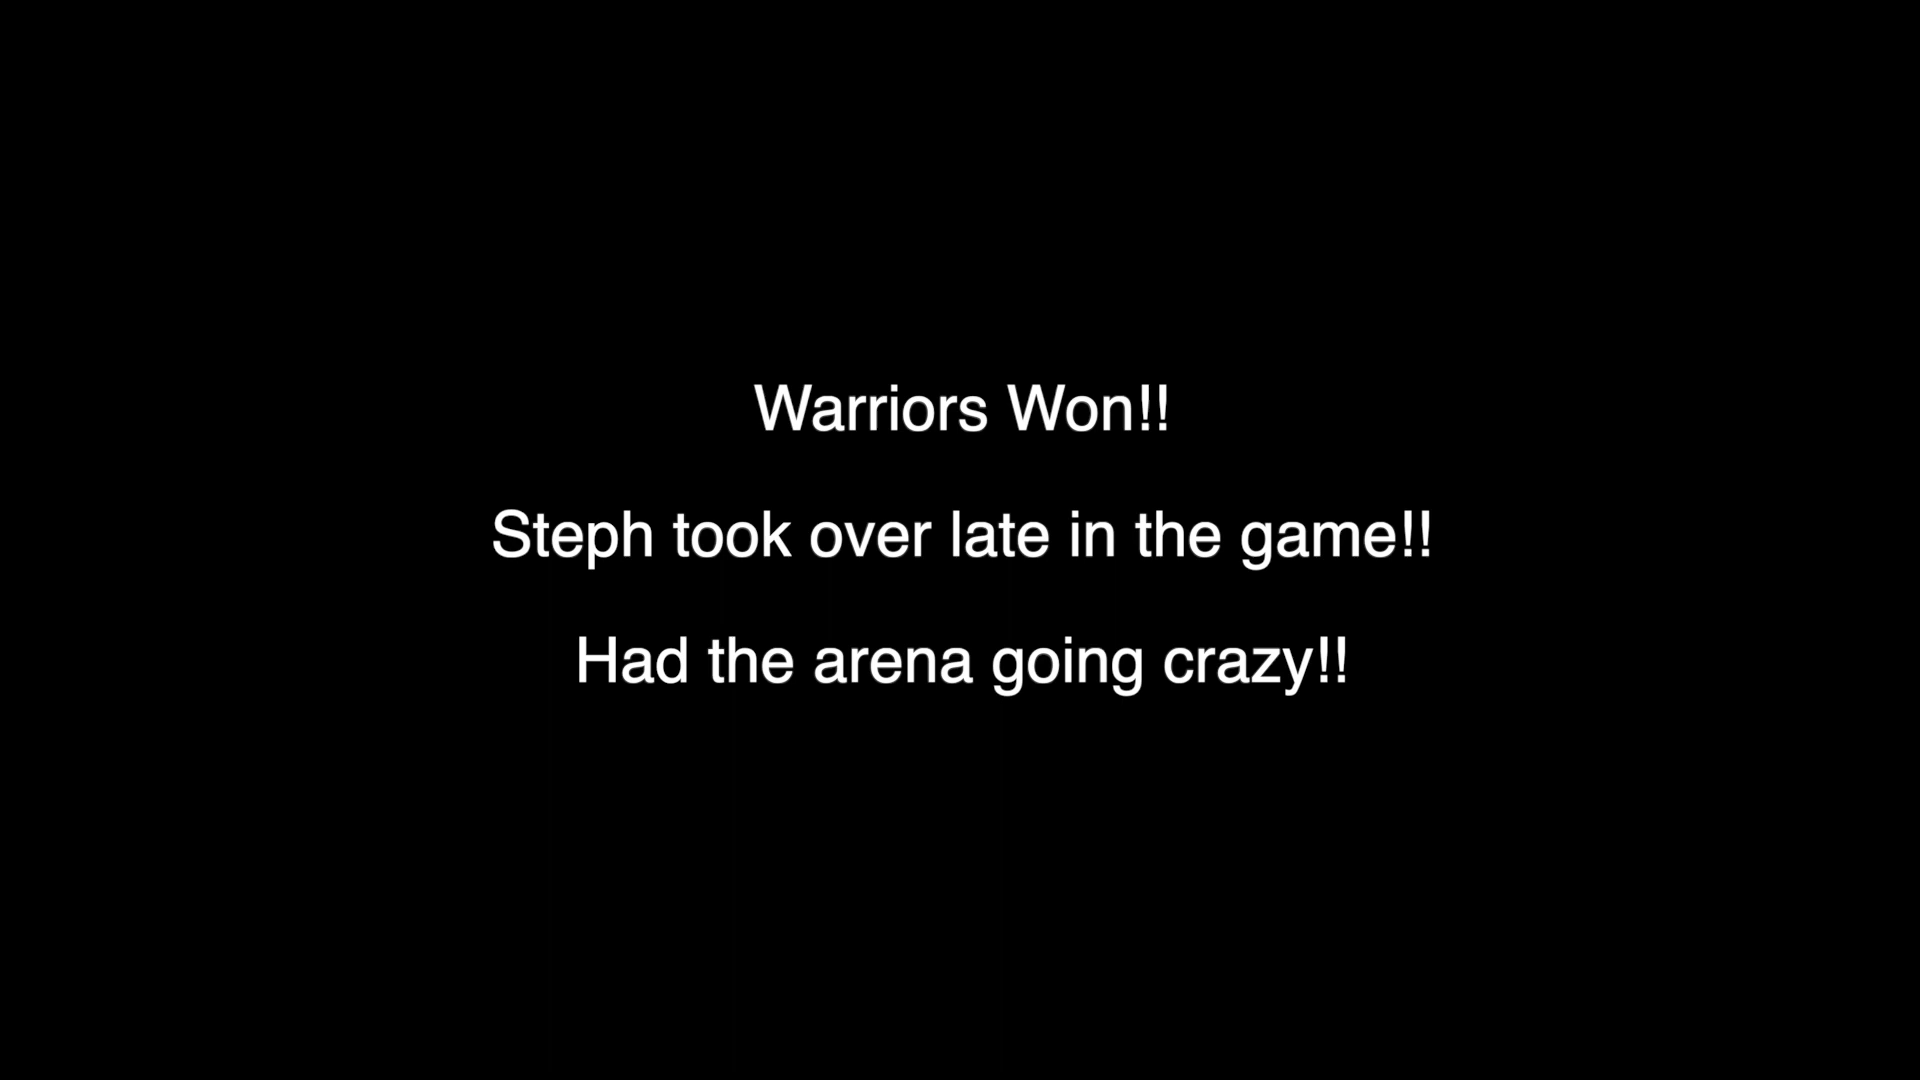 Warriors Won!!
Steph took over late in the game!!
Had the arena going crazy!!